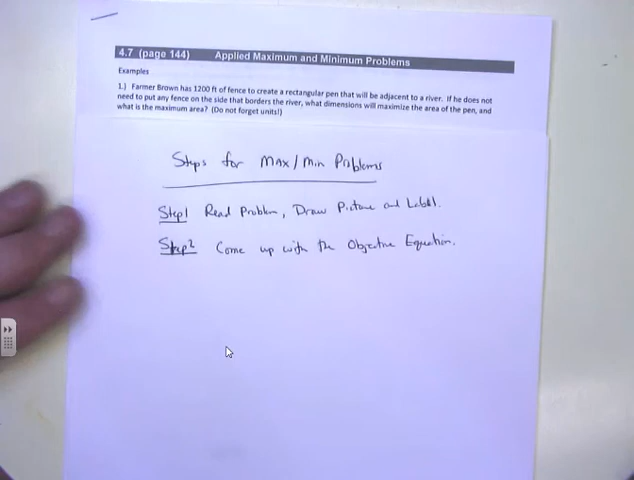 4.7 (page 144) Applied Maximum and Minimum Problems
Examples
1.) Farmer Brown has 1200 ft of fence to create a rectangular pen that will be adjacent to a river. If he does not
need to put any fence on the side that borders the river, what dimensions will maximize the area of the pen, and
what is the maximum area? (Do not forget units!)
Steps for Max/Min Problems
Step1 Read Problem, Draw Picture and Label.
Step2 Come up with the Objective Equation.